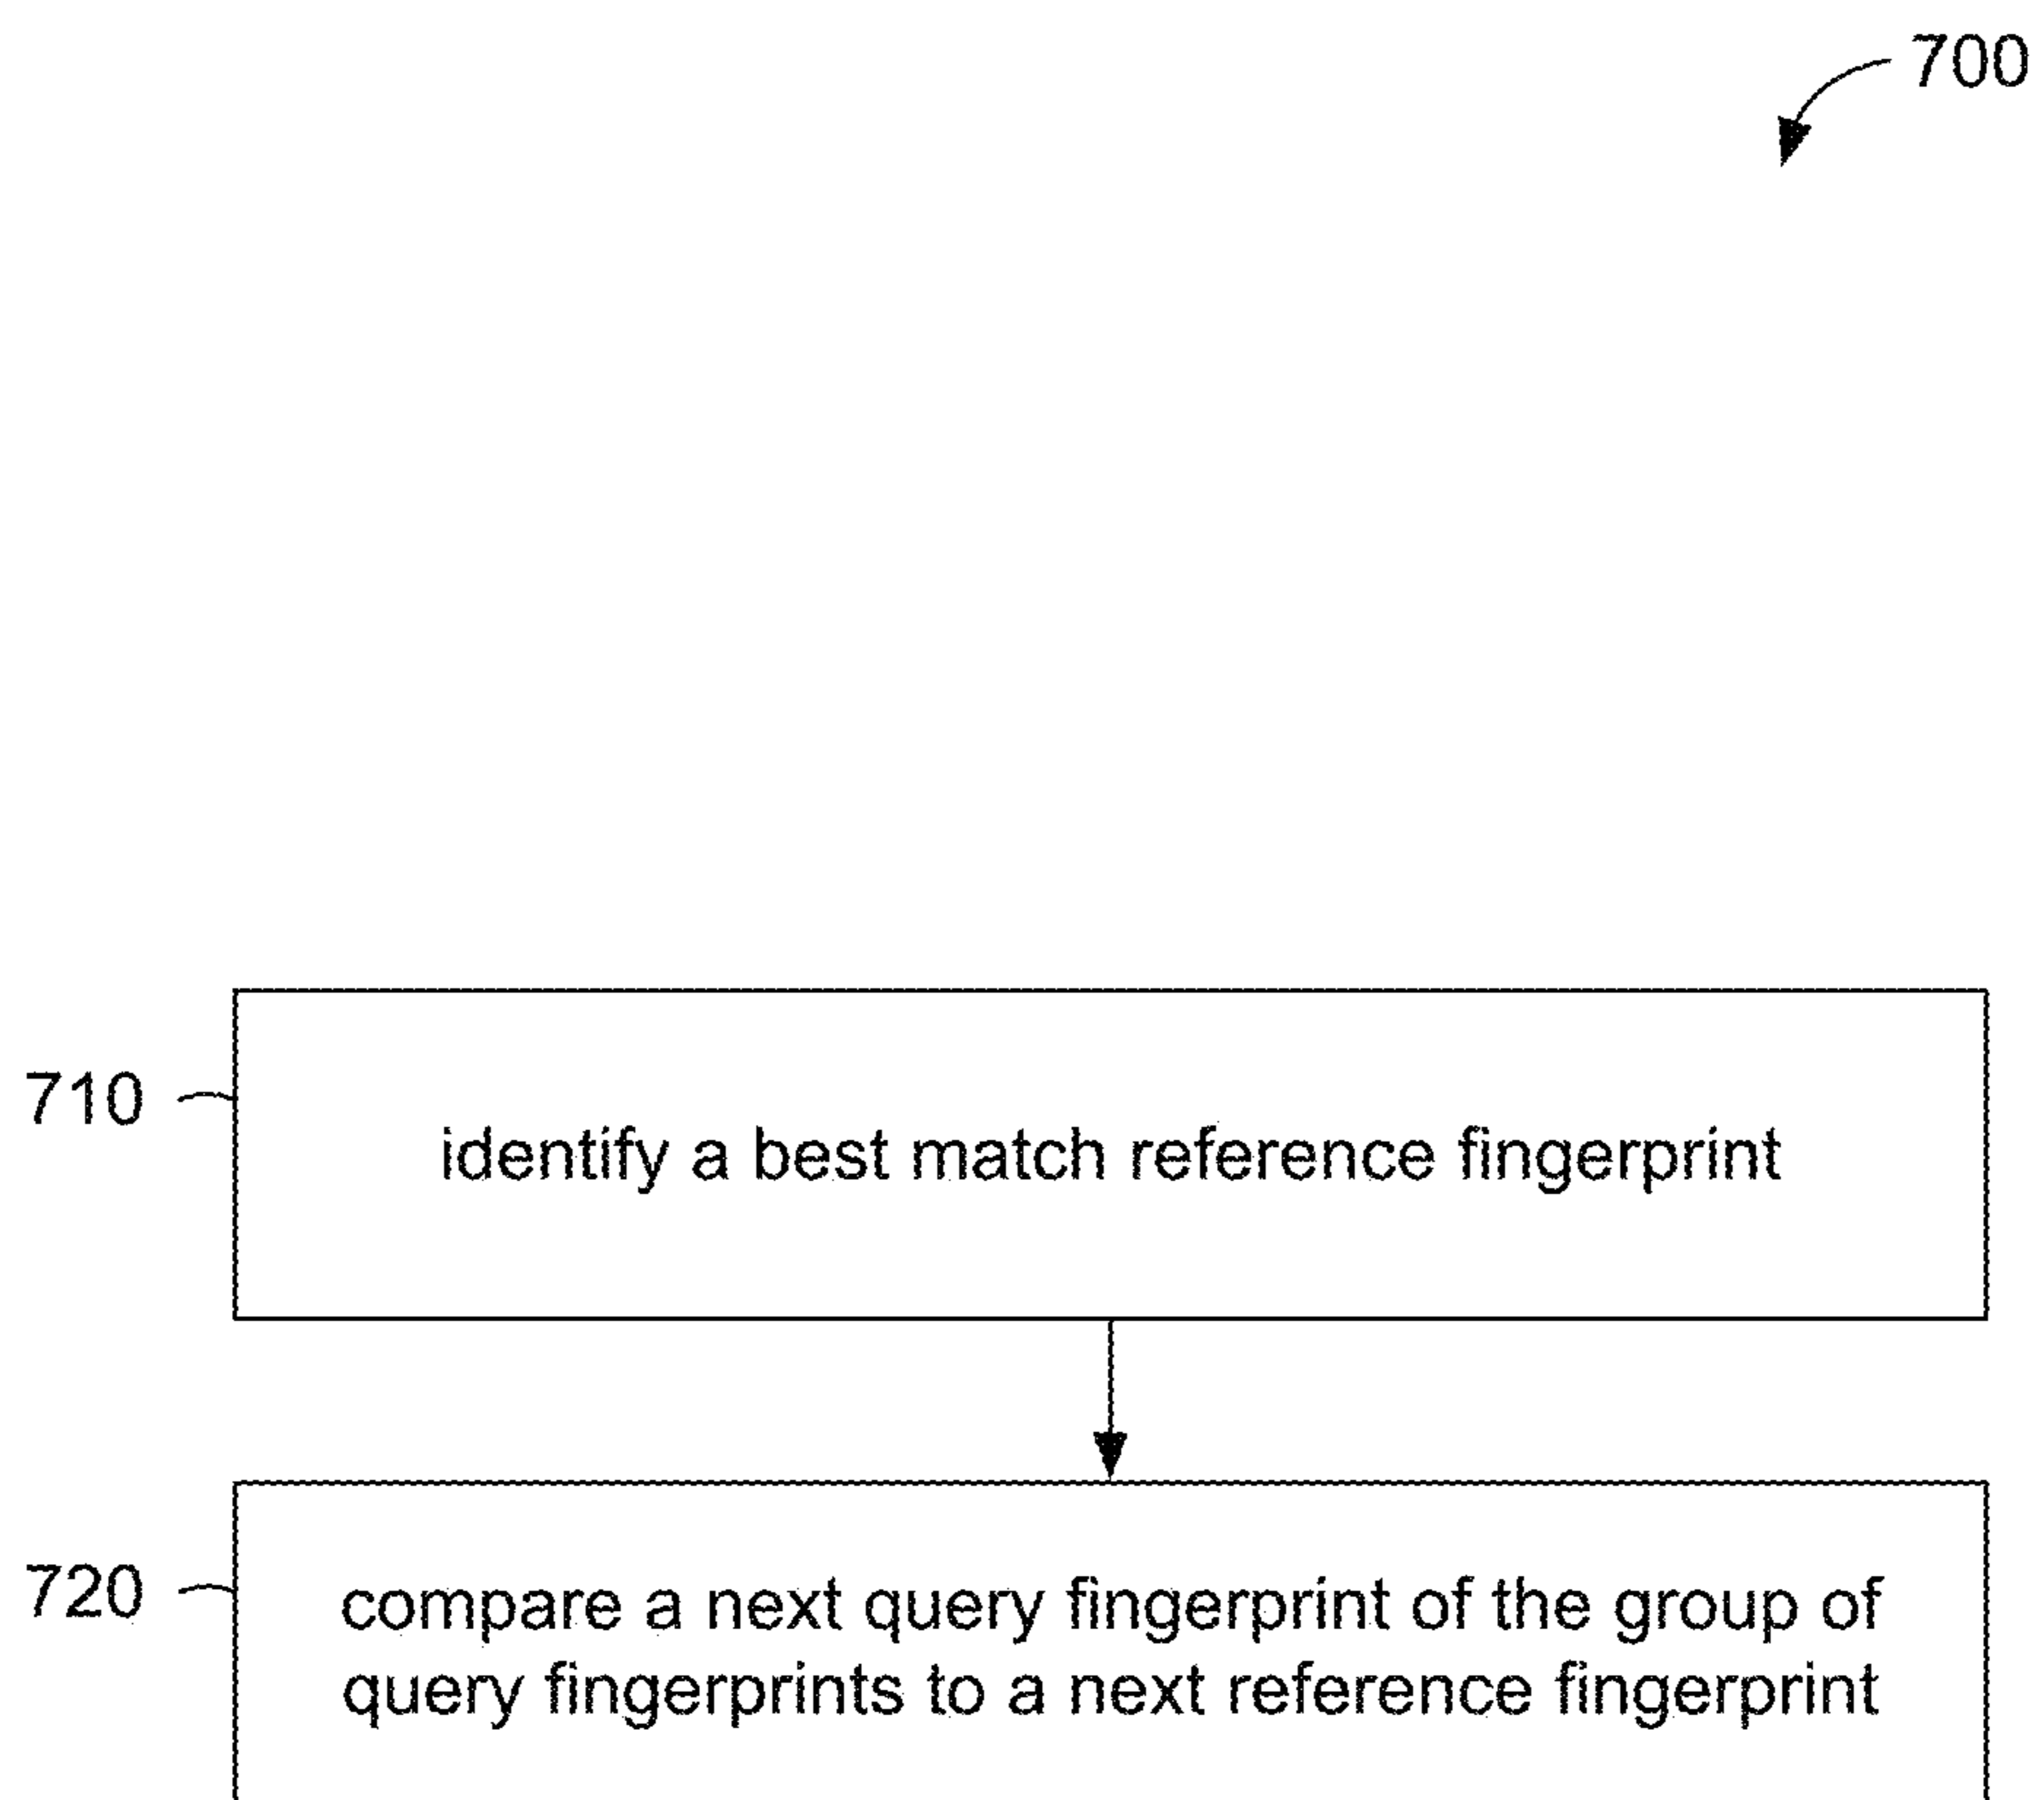 700
710
identify a best match reference fingerprint
720
compare a next query fingerprint of the group of
query fingerprints to a next reference fingerprint